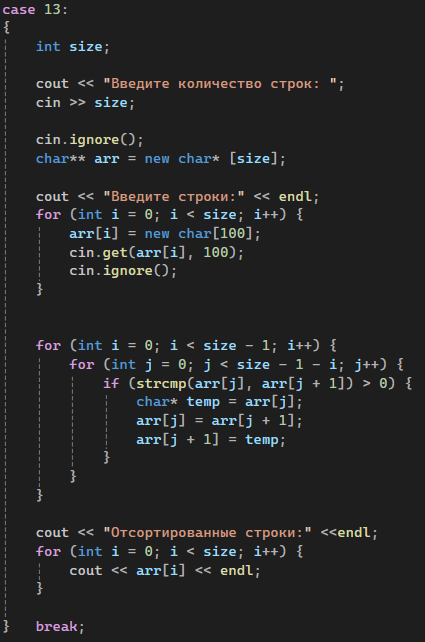 case 13:
{
    int size;

    cout << "Введите количество строк: ";
    cin >> size;

    cin.ignore();
    char** arr = new char* [size];

    cout << "Введите строки:" << endl;
    for (int i = 0; i < size; i++) {
        arr[i] = new char[100];
        cin.get(arr[i], 100);
        cin.ignore();
    }


    for (int i = 0; i < size - 1; i++) {
        for (int j = 0; j < size - 1 - i; j++) {
            if (strcmp(arr[j], arr[j + 1]) > 0) {
                char* temp = arr[j];
                arr[j] = arr[j + 1];
                arr[j + 1] = temp;
            }
        }
    }

    cout << "Отсортированные строки:" <<endl;
    for (int i = 0; i < size; i++) {
        cout << arr[i] << endl;
    }

}   break;